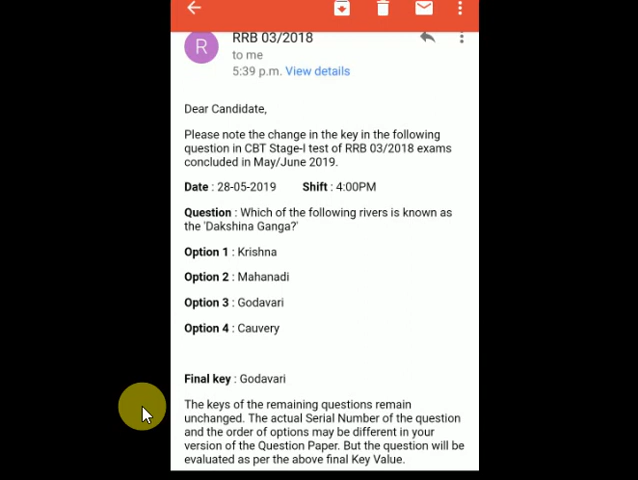 RRB 03/2018
R
to me
5:39 p.m. View details
Dear Candidate,
Please note the change in the key in the following
question in CBT Stage-I test of RRB 03/2018 exams
concluded in May/June 2019.
Date : 28-05-2019 Shift : 4:00PM
Question : Which of the following rivers is known as
the 'Dakshina Ganga?'
Option 1 : Krishna
Option 2 : Mahanadi
Option 3 : Godavari
Option 4 : Cauvery
Final key : Godavari
The keys of the remaining questions remain
unchanged. The actual Serial Number of the question
and the order of options may be different in your
version of the Question Paper. But the question will be
evaluated as per the above final Key Value.